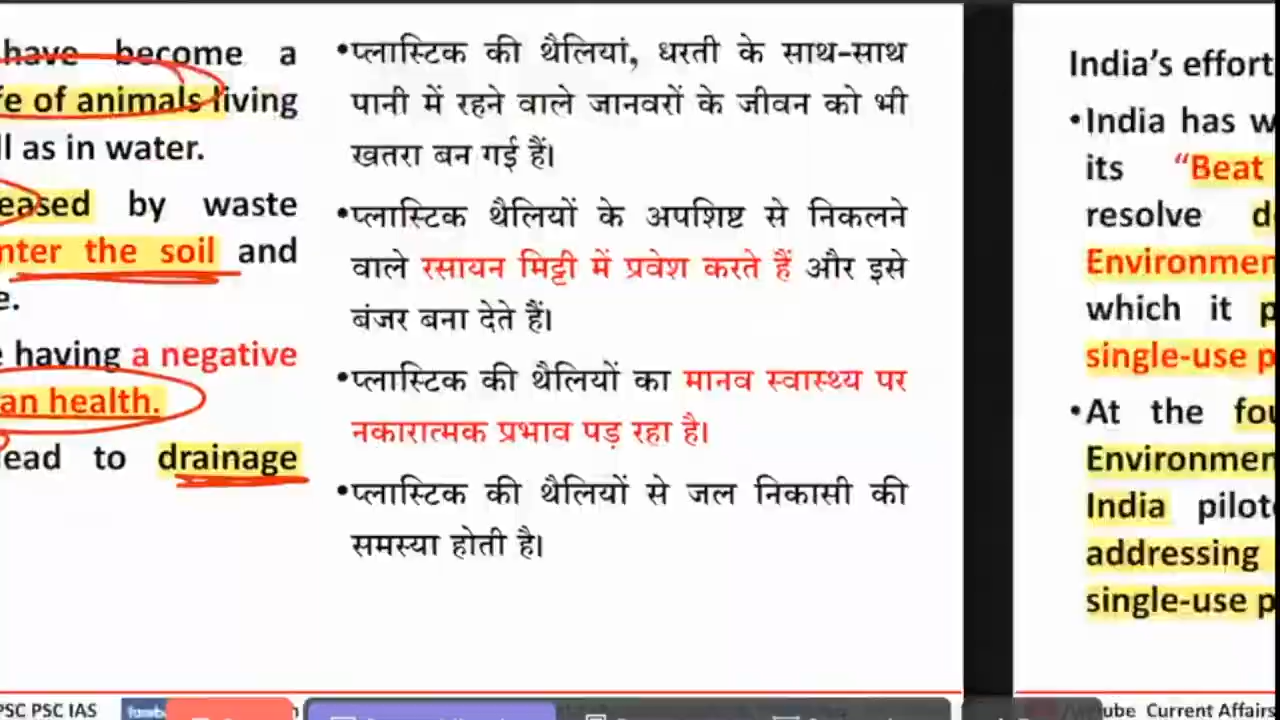 have become a
fe of animals living
ll as in water.
eased by waste
nter the soil and
e.
e having a negative
an health.
ead to drainage
•प्लास्टिक की थैलियां, धरती के साथ-साथ
पानी में रहने वाले जानवरों के जीवन को भी
खतरा बन गई हैं।
•प्लास्टिक थैलियों के अपशिष्ट से निकलने
वाले रसायन मिट्टी में प्रवेश करते हैं और इसे
बंजर बना देते हैं।
•प्लास्टिक की थैलियों का मानव स्वास्थ्य पर
नकारात्मक प्रभाव पड़ रहा है।
•प्लास्टिक की थैलियों से जल निकासी की
समस्या होती है।
India's effort
•India has w
its "Beat
resolve d
Environmen
which it p
single-use p
•At the fou
Environmen
India pilot
addressing
single-use p
PSC PSC IAS
Current Affairs